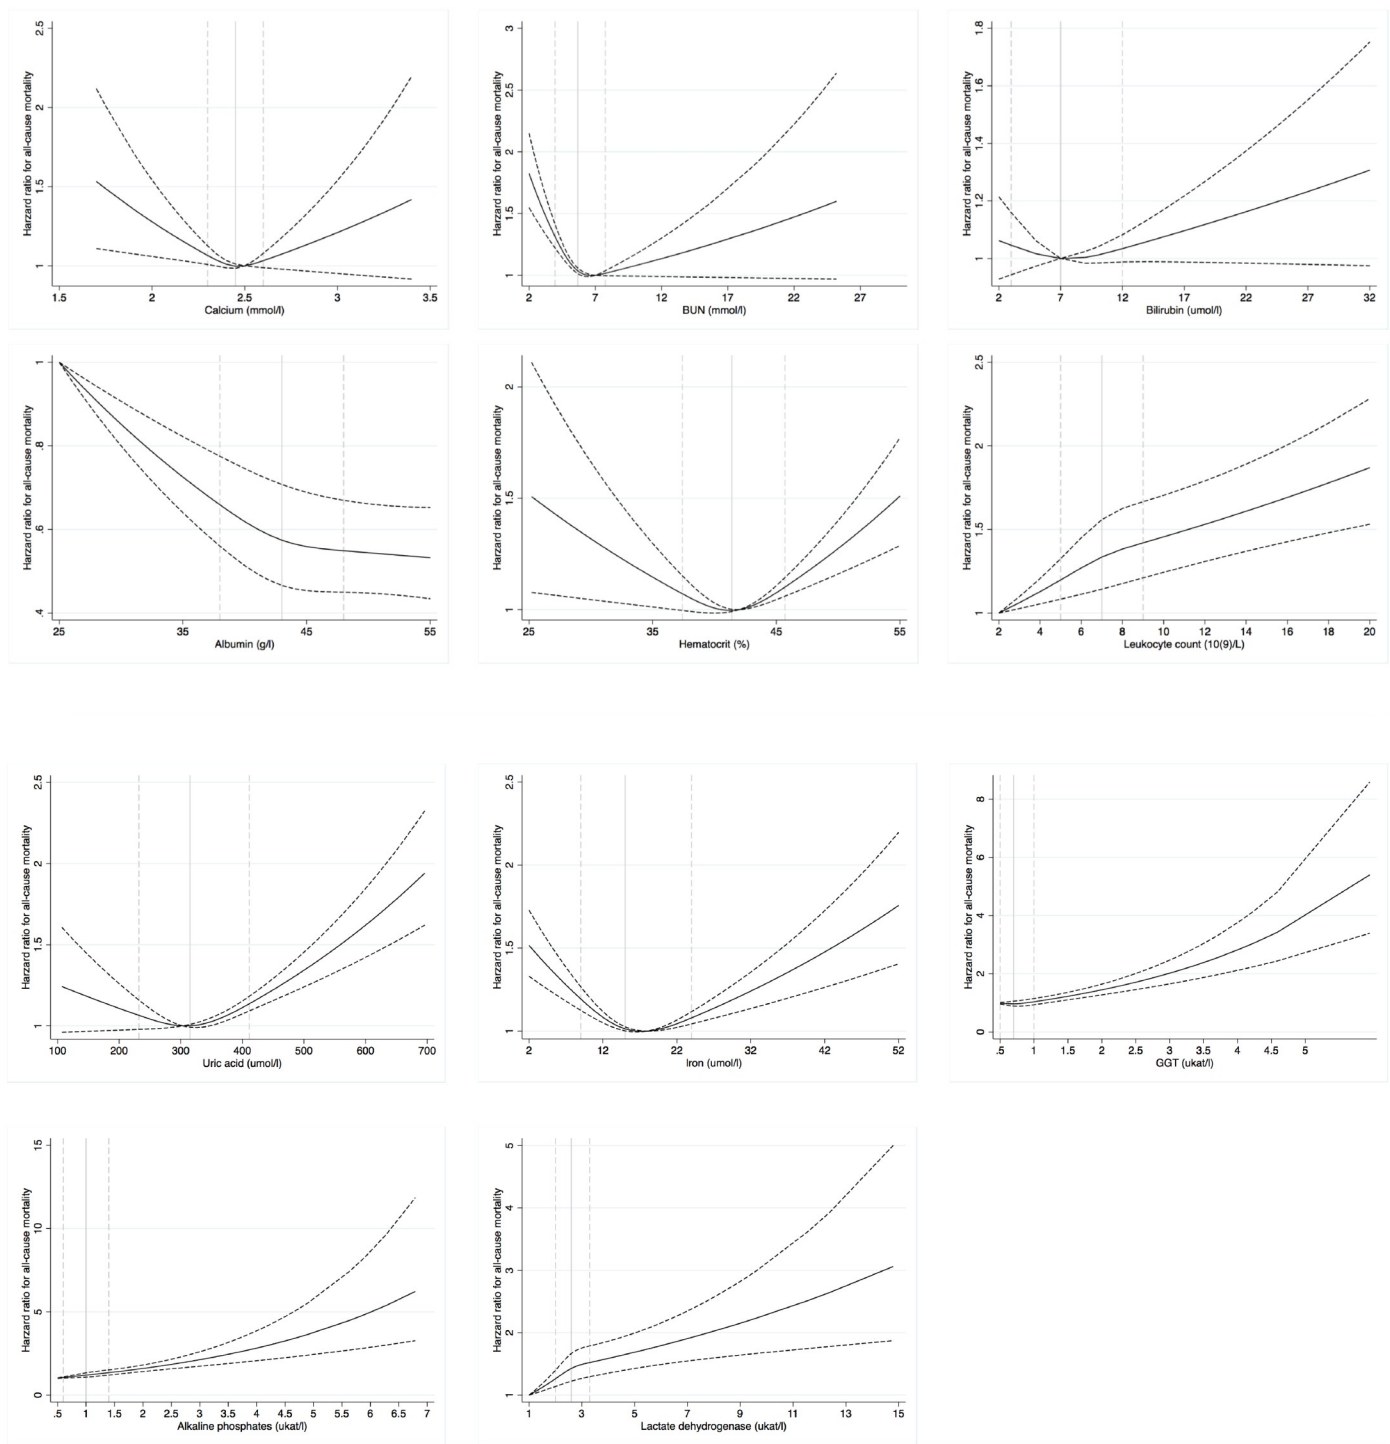 Harzard ratio for all-cause mortality
1 1.5 2 2.5
1.5 2 2.5 3 3.5
Calcium (mmol/l)
Harzard ratio for all-cause mortality
1 1.5 2 2.5 3
2 7 12 17 22 27
BUN (mmol/l)
Harzard ratio for all-cause mortality
1 1.2 1.4 1.6 1.8
2 7 12 17 22 27 32
Bilirubin (umol/l)
Harzard ratio for all-cause mortality
.4 .6 .8 1
25 35 45 55
Albumin (g/l)
Harzard ratio for all-cause mortality
1 1.5 2
25 35 45 55
Hematocrit (%)
Harzard ratio for all-cause mortality
1 1.5 2 2.5
2 4 6 8 10 12 14 16 18 20
Leukocyte count (10(9)/L)
Harzard ratio for all-cause mortality
1 1.5 2 2.5
100 200 300 400 500 600 700
Uric acid (umol/l)
Harzard ratio for all-cause mortality
1 1.5 2 2.5
2 12 22 32 42 52
Iron (umol/l)
Harzard ratio for all-cause mortality
0 2 4 6 8
.5 1 1.5 2 2.5 3 3.5 4 4.5 5
GGT (ukat/l)
Harzard ratio for all-cause mortality
0 5 10 15
.5 1 1.5 2 2.5 3 3.5 4 4.5 5 5.5 6 6.5 7
Alkaline phosphates (ukat/l)
Harzard ratio for all-cause mortality
1 2 3 4 5
1 3 5 7 9 11 13 15
Lactate dehydrogenase (ukat/l)